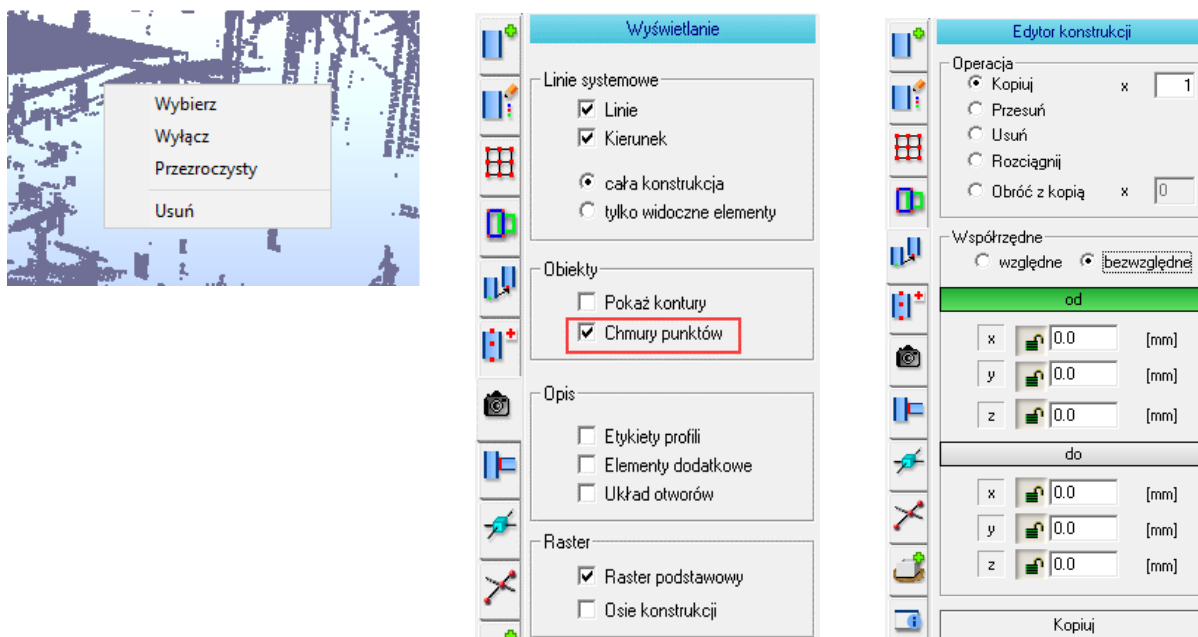 Wybierz
Wyłącz
Przezroczysty
Usuń
Wyświetlanie
Linie systemowe
Linie
Kierunek
cała konstrukcja
tylko widoczne elementy
Obiekty
Pokaż kontury
Chmury punktów
Opis
Etykiety profili
Elementy dodatkowe
Układ otworów
Raster
Raster podstawowy
Osie konstrukcji
Edytor konstrukcji
Operacja
Kopiuj x 1
Przesuń
Usuń
Rozciągnij
Obróć z kopią x 0
Współrzędne
względne bezwzględne
od
x 0.0 [mm]
y 0.0 [mm]
z 0.0 [mm]
do
x 0.0 [mm]
y 0.0 [mm]
z 0.0 [mm]
Kopiuj